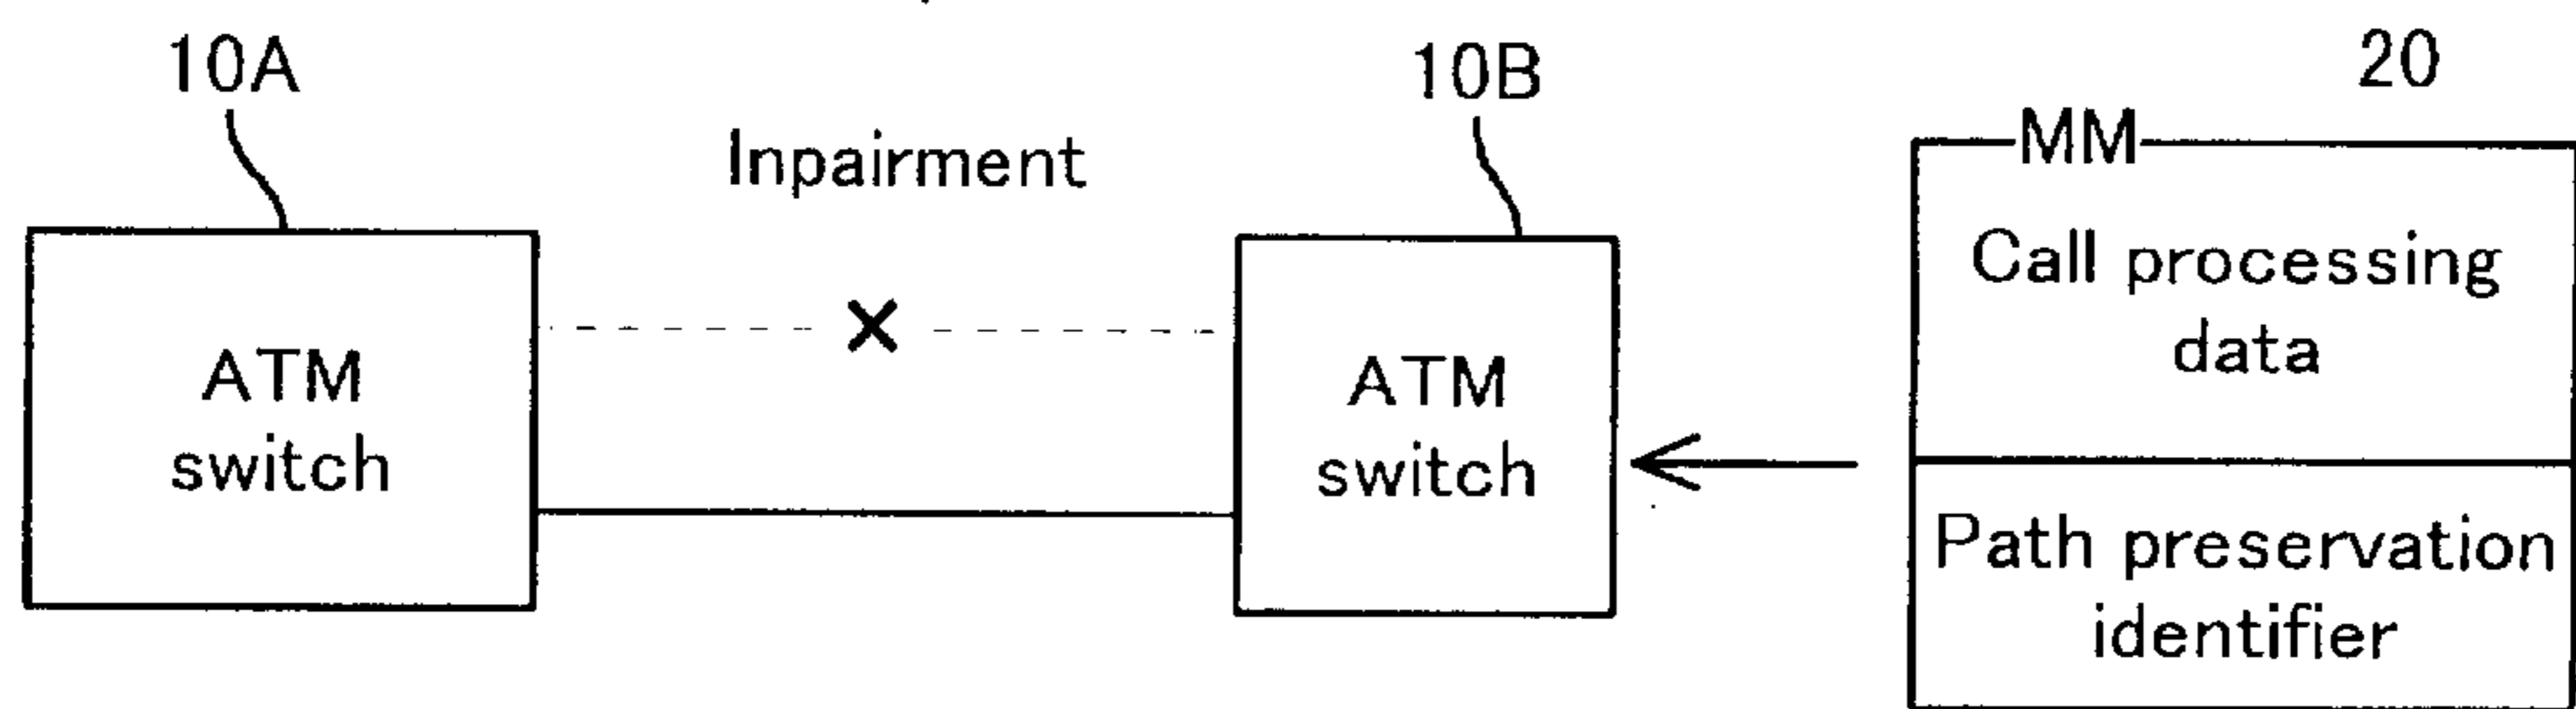 10A
10B
20
Inpairment
MM
Call processing
data
ATM
switch
ATM
switch
Path preservation
identifier